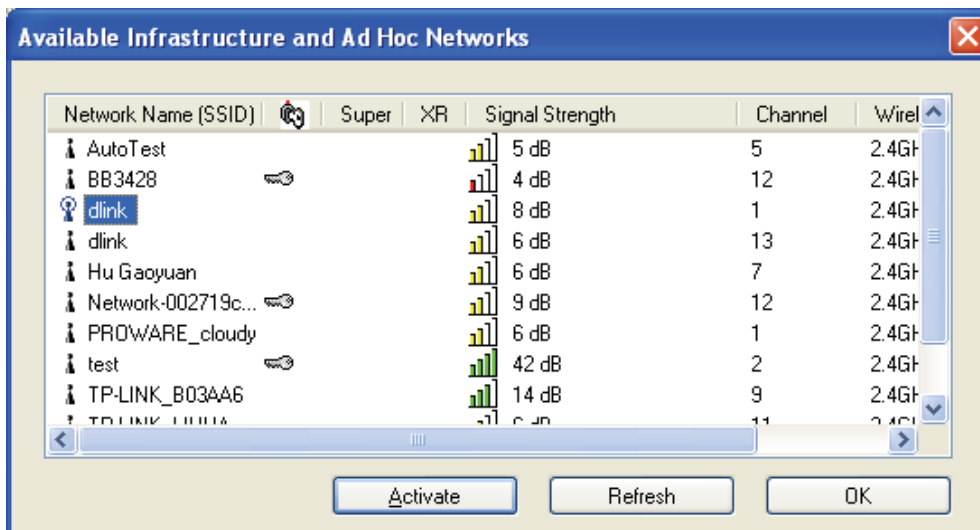 Available Infrastructure and Ad Hoc Networks
Network Name (SSID) Super XR Signal Strength Channel Wirel
AutoTest 5 dB 5 2.4GH
BB3428 4 dB 12 2.4GH
dlink 8 dB 1 2.4GH
dlink 6 dB 13 2.4GH
Hu Gaoyuan 6 dB 7 2.4GH
Network-002719c... 9 dB 12 2.4GH
PROWARE_cloudy 6 dB 1 2.4GH
test 42 dB 2 2.4GH
TP-LINK_B03AA6 14 dB 9 2.4GH
Activate Refresh OK